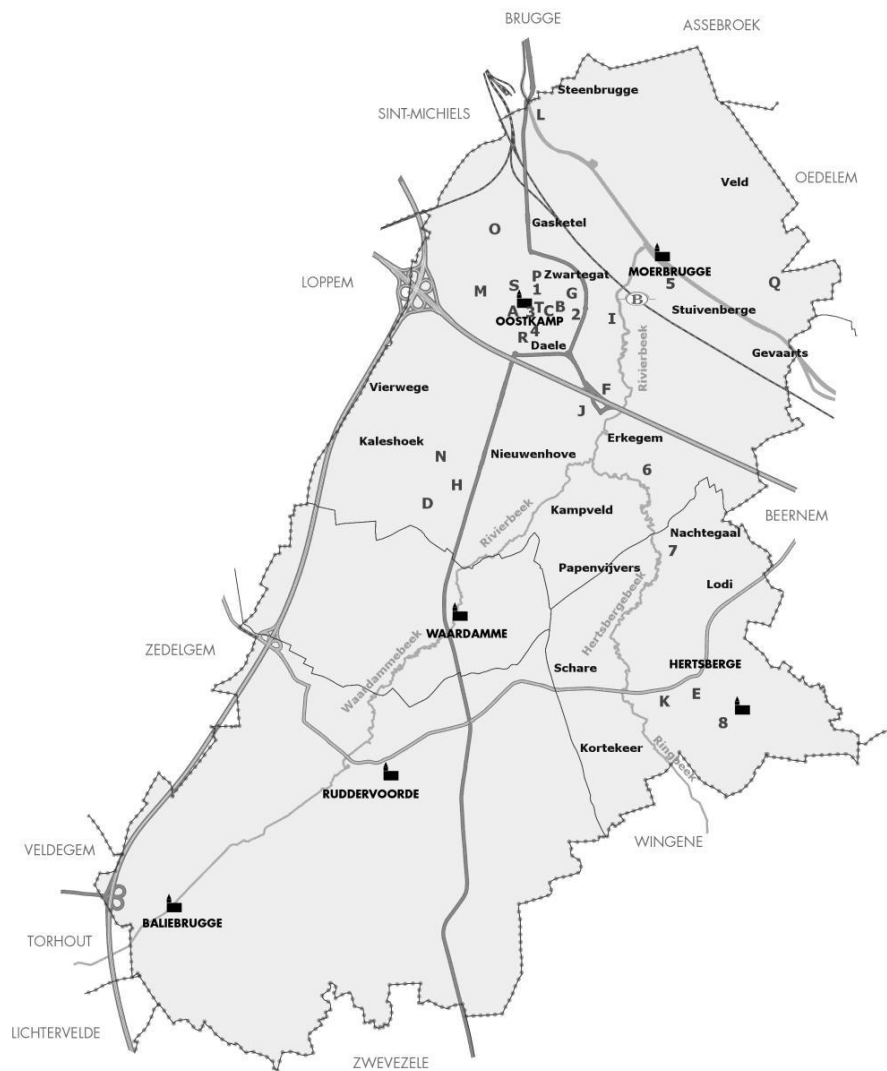 BRUGGE
ASSEBROEK
Steenbrugge
SINT-MICHIELS
L
Veld
OEDELEM
O
Gasketel
LOPPEM
MOERBRUGGE
P
Zwartegat
S
1
M
G
5
Q
B
A
3
T
C
B
2
I
Stuivenberge
OOSTKAMP
4
R
Daele
Rivierbeek
Gevaarts
Vierwege
F
J
Kaleshoek
Erkegem
N
Nieuwenhove
6
H
D
Kampveld
Rivierbeek
BEERNEM
Nachtegaal
7
Papenvijvers
Lodi
Hertsbergebeek
WAARDAMME
ZEDELGEM
Waardammebeek
Schare
HERTSBERGE
K
E
8
Kortekeer
Ringbeek
RUDDERVOORDE
WINGENE
VELDEGEM
BALIEBRUGGE
TORHOUT
LICHTERVELDE
ZWEVEZELE